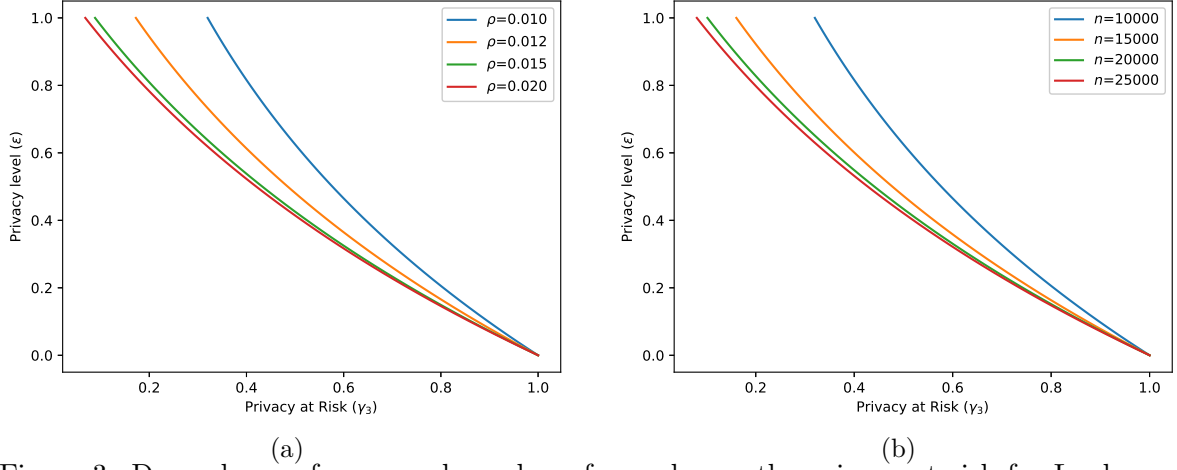 1.0
0.8
0.6
0.4
0.2
0.0
Privacy level (ε)
0.2 0.4 0.6 0.8 1.0
Privacy at Risk (γ₃)
ρ=0.010
ρ=0.012
ρ=0.015
ρ=0.020
(a)
1.0
0.8
0.6
0.4
0.2
0.0
Privacy level (ε)
0.2 0.4 0.6 0.8 1.0
Privacy at Risk (γ₃)
n=10000
n=15000
n=20000
n=25000
(b)